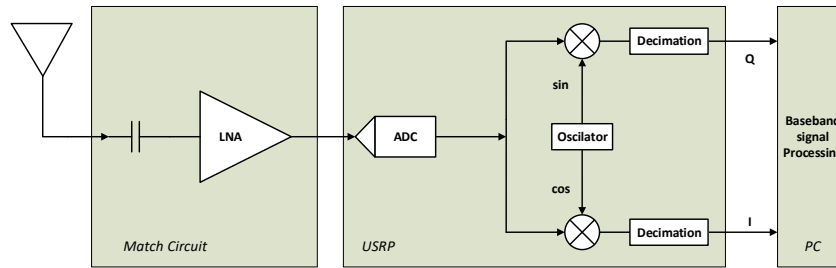 Decimation
Q
sin
LNA
ADC
Oscilator
Baseband
signal
Processing
cos
I
Decimation
Match Circuit
USRP
PC